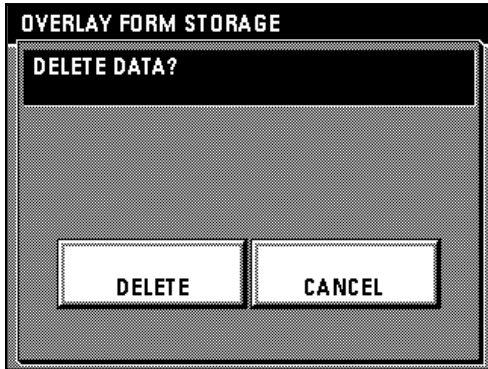 OVERLAY FORM STORAGE
DELETE DATA?
DELETE
CANCEL